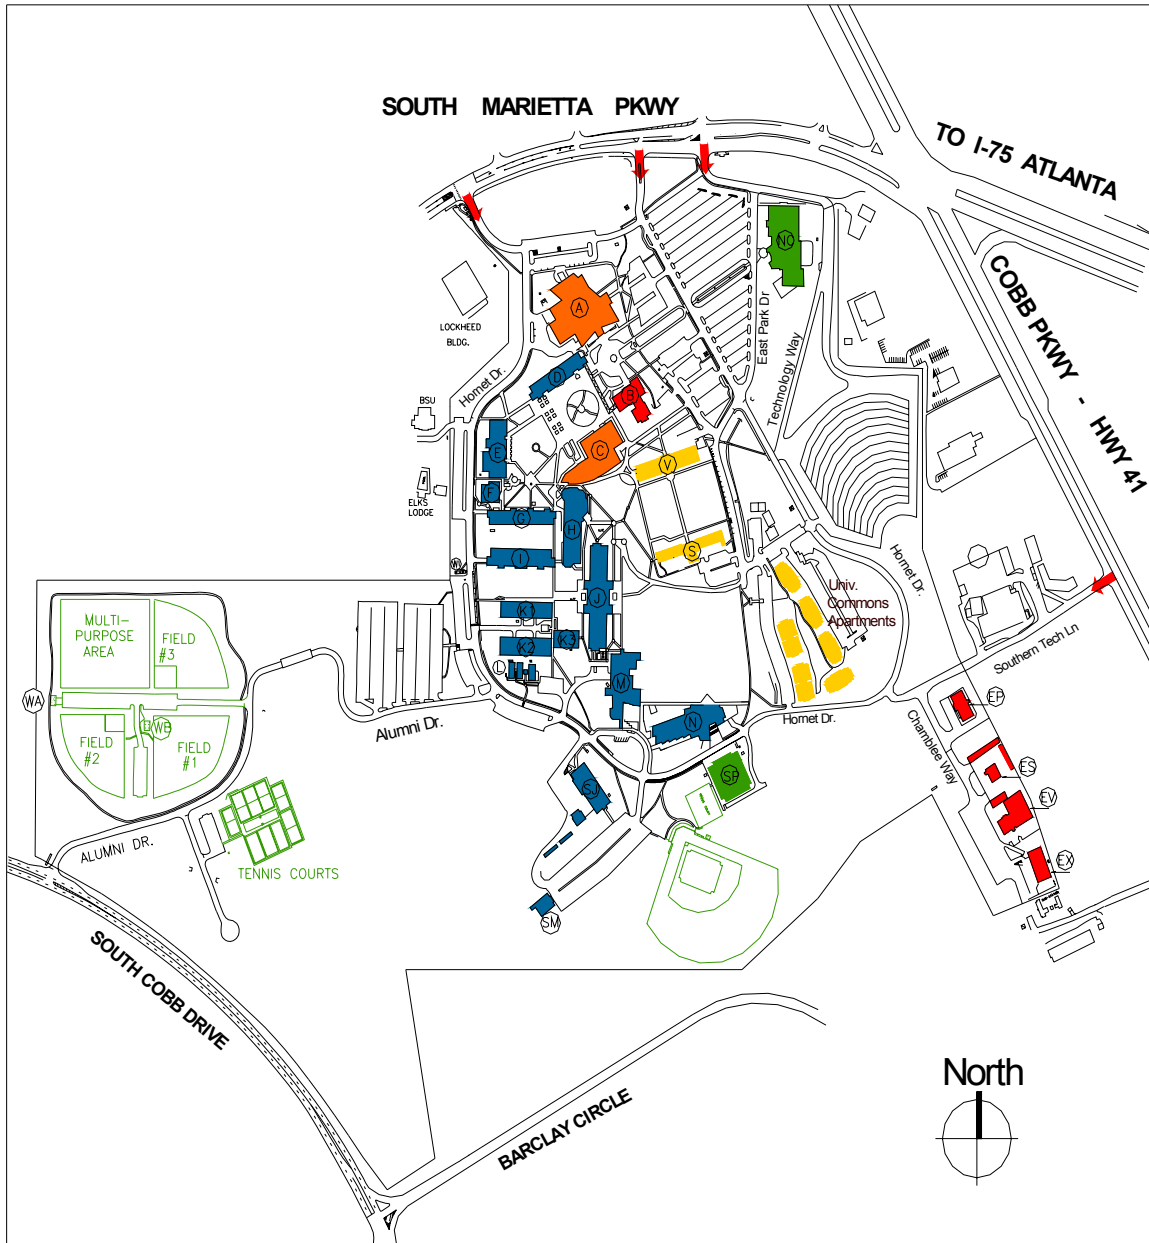 SOUTH MARIETTA PKWY
TO I-75 ATLANTA
COBB PKWY - HWY 41
NC
A
LOCKHEED
BLDG.
East Park Dr
Technology Way
Hornet Dr.
D
B
BSU
E
C
V
F
ELKS
LODGE
G
H
S
I
J
Hornet Dr.
Univ.
Commons
Apartments
K1
K2
K3
L
MULTI-
PURPOSE
AREA
FIELD
#3
WA
WB
FIELD
#2
FIELD
#1
Southern Tech Ln
M
N
Alumni Dr.
Hornet Dr.
EP
Chamblee Way
ES
EV
EX
SP
SJ
SM
ALUMNI DR.
TENNIS COURTS
SOUTH COBB DRIVE
BARCLAY CIRCLE
North